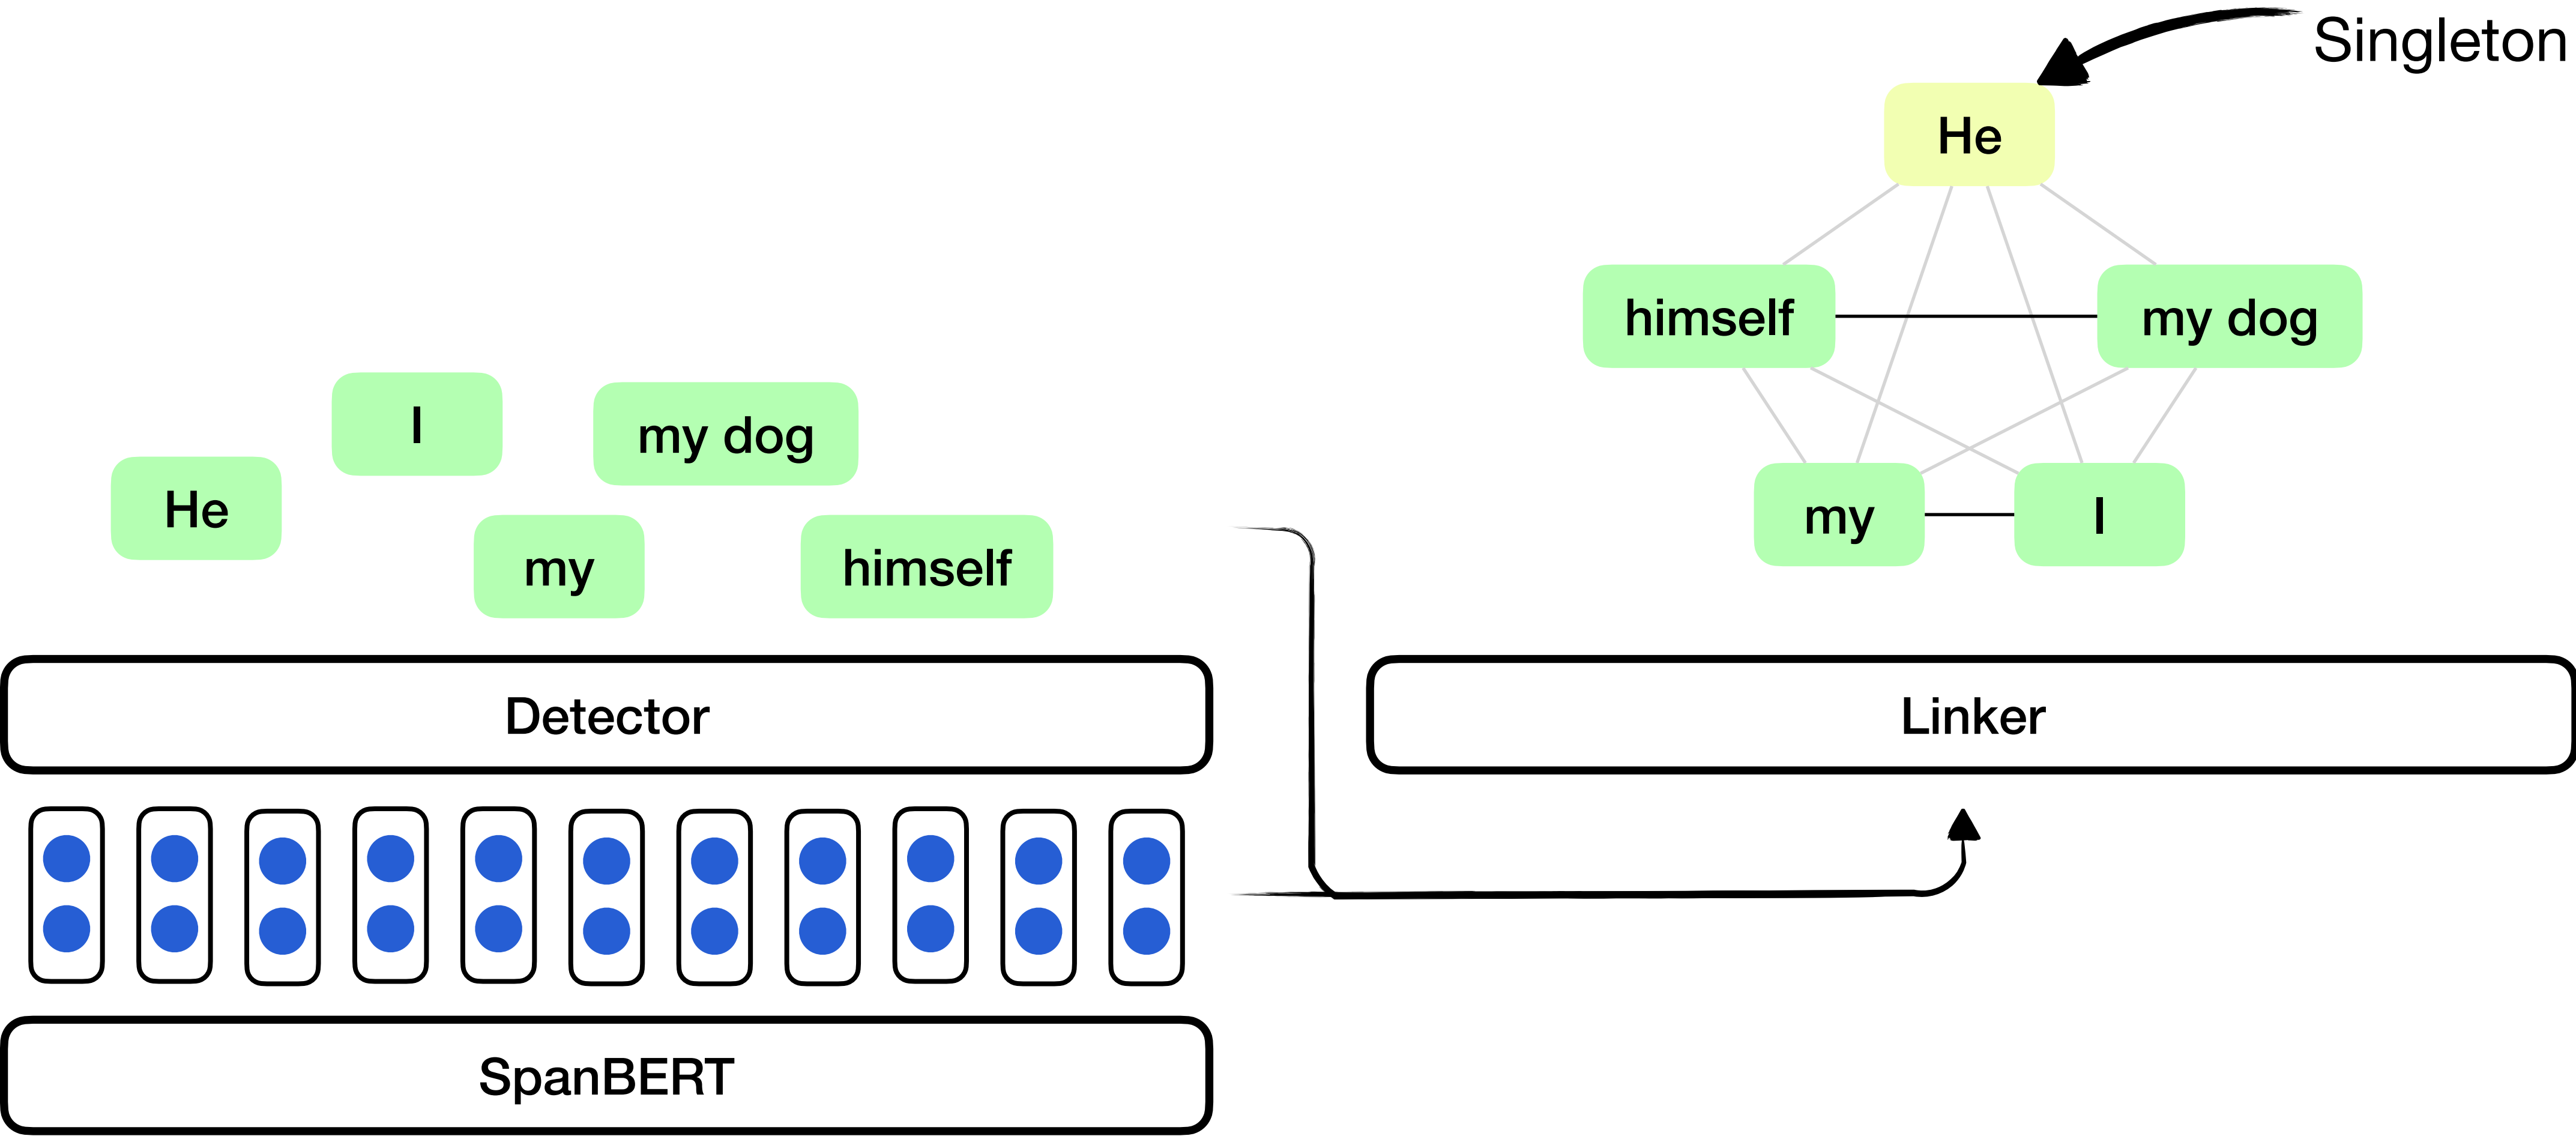 Singleton
He
himself
my dog
my
I
I
my dog
He
my
himself
Detector
Linker
SpanBERT